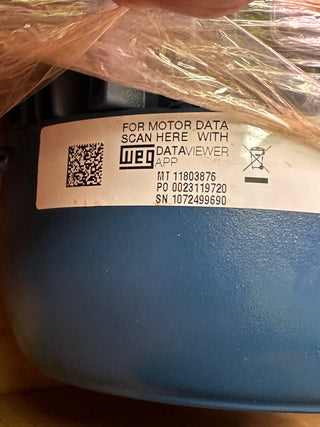 FOR MOTOR DATA
SCAN HERE WITH
WEG DATAVIEWER
APP
MT 11803876
PO 0023119720
SN 1072499690